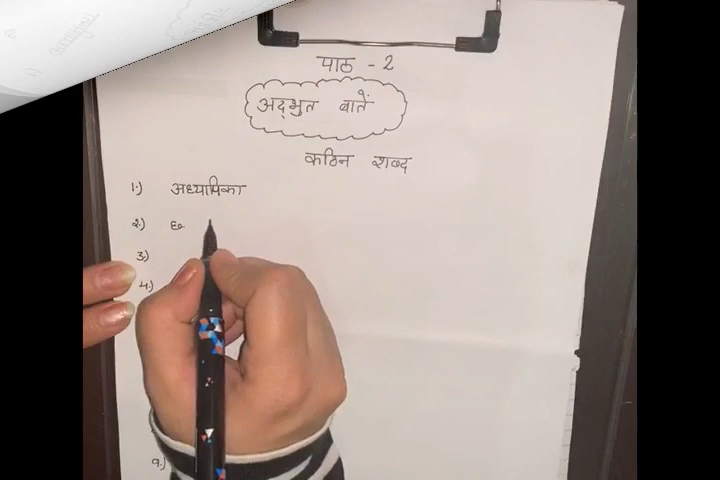 पाठ - 2
अद्भुत बातें
कठिन शब्द
1.) अध्यापिका
2.) छ
3.)
4.)
9.)